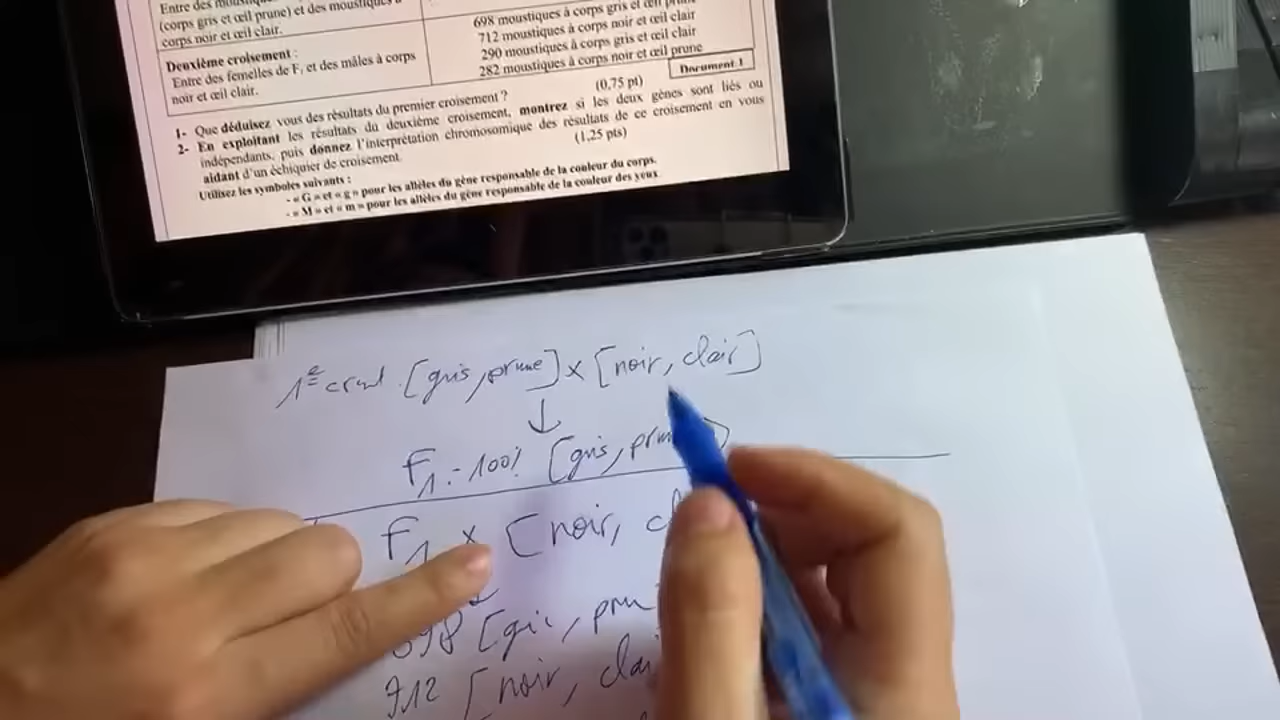 Entre des
(corps gris et œil prune) et des moustiques à
corps noir et œil clair.
698 moustiques à corps gris et œil prune
712 moustiques à corps noir et œil clair
290 moustiques à corps gris et œil clair
282 moustiques à corps noir et œil prune
Deuxième croisement :
Entre des femelles de F₁ et des mâles à corps
noir et œil clair.
Document 1
1- Que déduisez vous des résultats du premier croisement ? (0,75 pt)
2- En exploitant les résultats du deuxième croisement, montrez si les deux gènes sont liés ou
indépendants, puis donnez l'interprétation chromosomique des résultats de ce croisement en vous
aidant d'un échiquier de croisement. (1,25 pts)
Utilisez les symboles suivants :
- « G » et « g » pour les allèles du gène responsable de la couleur du corps.
- « M » et « m » pour les allèles du gène responsable de la couleur des yeux.
1e crmt [gris, prune] x [noir, clair]
↓
F1 : 100% [gris,
F1 x [noir,
698 [gri,
712 [noir,